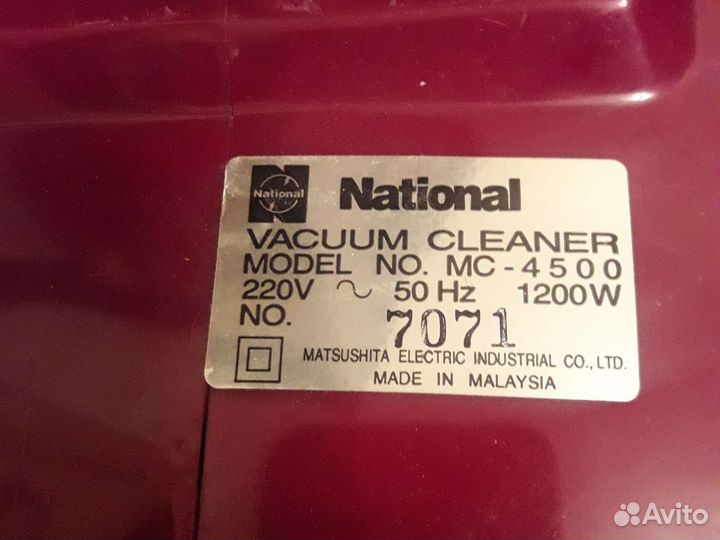 National
National
VACUUM CLEANER
MODEL NO. MC-4500
220V ~ 50 Hz 1200W
NO. 7071
MATSUSHITA ELECTRIC INDUSTRIAL CO., LTD.
MADE IN MALAYSIA
Avito